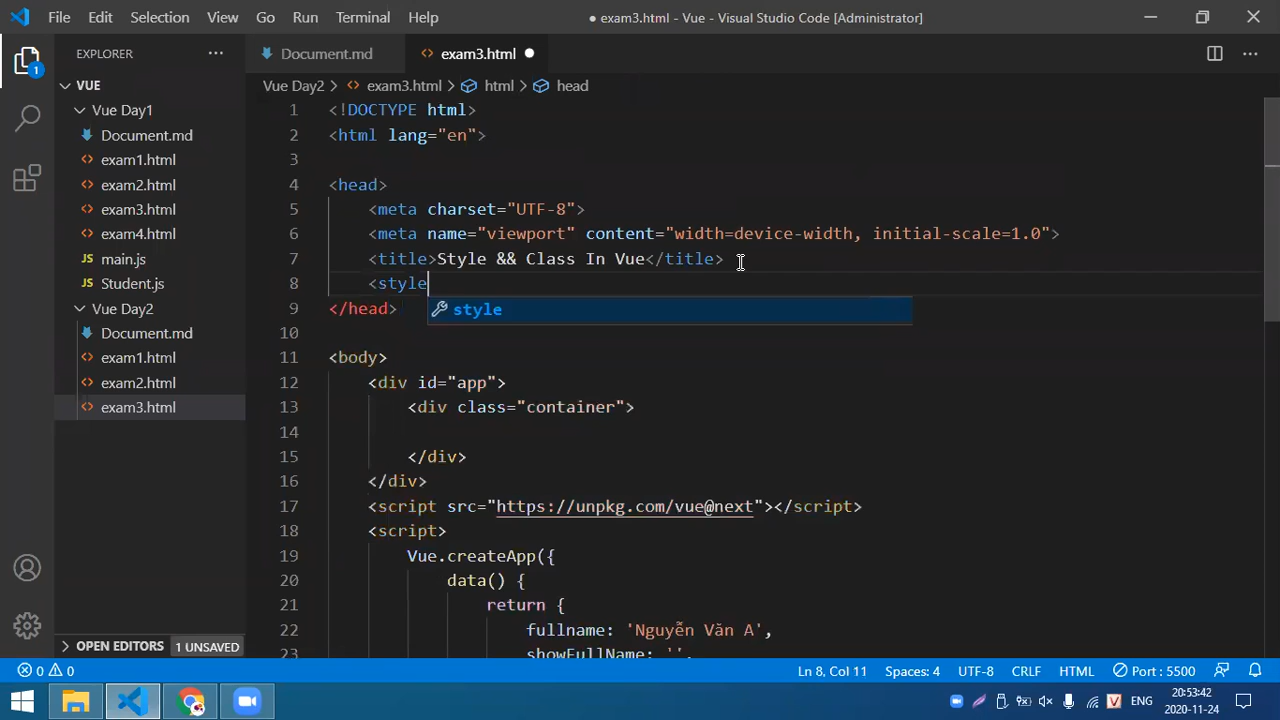 File Edit Selection View Go Run Terminal Help
● exam3.html - Vue - Visual Studio Code [Administrator]
1
EXPLORER ···
VUE
Vue Day1
Document.md
exam1.html
exam2.html
exam3.html
exam4.html
main.js
Student.js
Vue Day2
Document.md
exam1.html
exam2.html
exam3.html
OPEN EDITORS 1 UNSAVED
Document.md exam3.html ●
Vue Day2 > exam3.html > html > head
1 <!DOCTYPE html>
2 <html lang="en">
3
4 <head>
5 <meta charset="UTF-8">
6 <meta name="viewport" content="width=device-width, initial-scale=1.0">
7 <title>Style && Class In Vue</title>
8 <style
style
9 </head>
10
11 <body>
12 <div id="app">
13 <div class="container">
14
15 </div>
16 </div>
17 <script src="https://unpkg.com/vue@next"></script>
18 <script>
19 Vue.createApp({
20 data() {
21 return {
22 fullname: 'Nguyễn Văn A',
23 showFullName: '',
0 0 Ln 8, Col 11 Spaces: 4 UTF-8 CRLF HTML Port : 5500
V ENG 20:53:42
2020-11-24